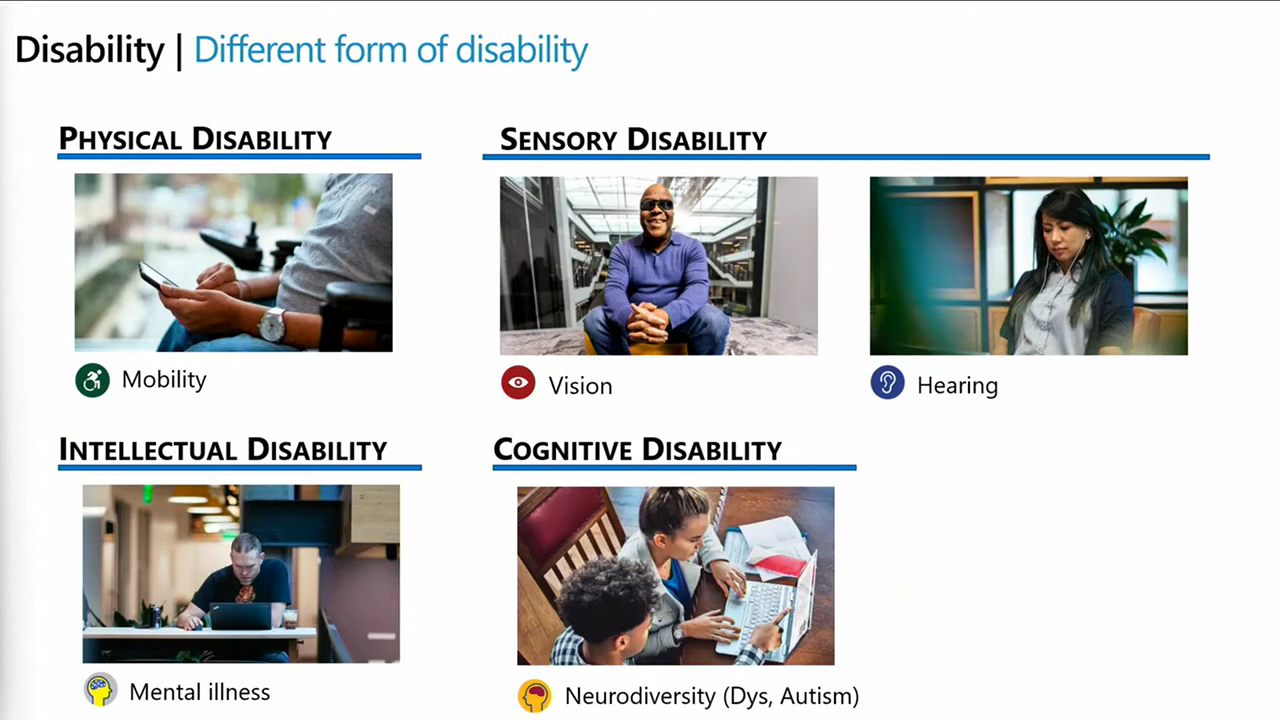 Disability | Different form of disability
PHYSICAL DISABILITY
SENSORY DISABILITY
Mobility
Vision
Hearing
INTELLECTUAL DISABILITY
COGNITIVE DISABILITY
Mental illness
Neurodiversity (Dys, Autism)